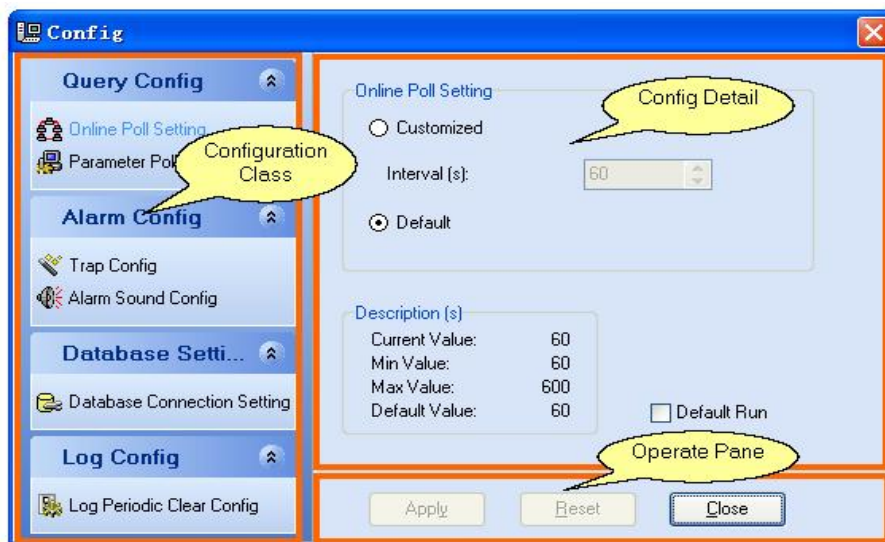 Config
Query Config
Online Poll Setting
Parameter Pol
Alarm Config
Trap Config
Alarm Sound Config
Database Setti...
Database Connection Setting
Log Config
Log Periodic Clear Config
Configuration
Class
Online Poll Setting
Customized
Interval (s): 60
Default
Config Detail
Description (s)
Current Value: 60
Min Value: 60
Max Value: 600
Default Value: 60
Default Run
Operate Pane
Apply
Reset
Close